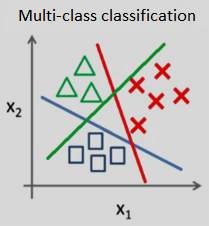 Multi-class classification
x₂
x₁